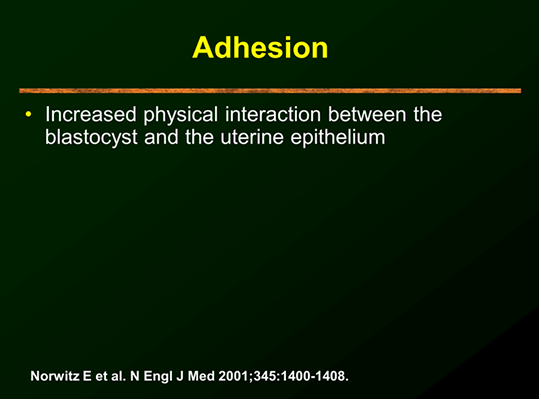 Adhesion
• Increased physical interaction between the
blastocyst and the uterine epithelium
Norwitz E et al. N Engl J Med 2001;345:1400-1408.